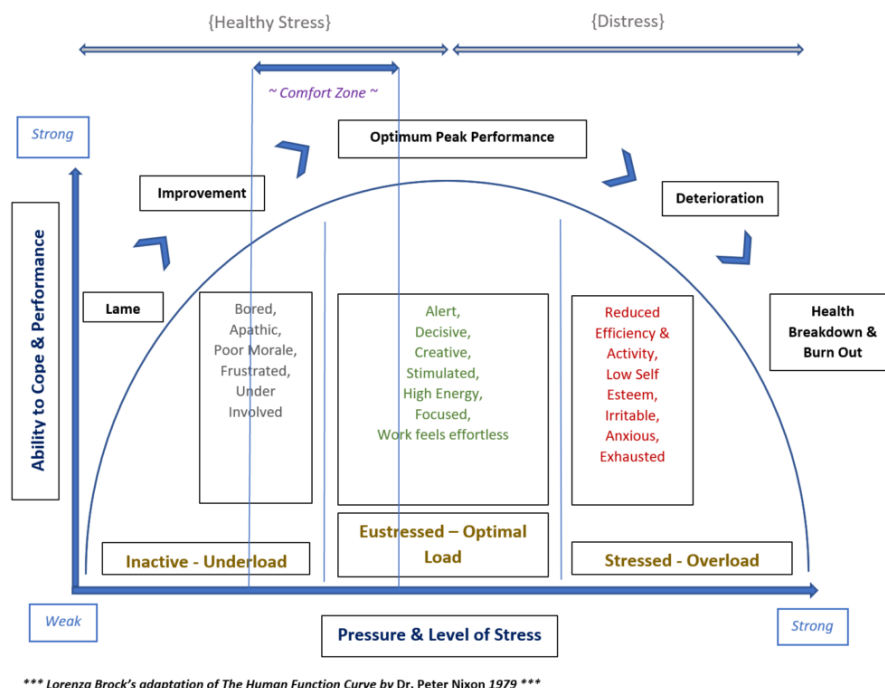 {Healthy Stress}
{Distress}
~ Comfort Zone ~
Strong
Optimum Peak Performance
Improvement
Deterioration
Lame
Health
Breakdown &
Burn Out
Ability to Cope & Performance
Bored,
Apathic,
Poor Morale,
Frustrated,
Under
Involved
Alert,
Decisive,
Creative,
Stimulated,
High Energy,
Focused,
Work feels effortless
Reduced
Efficiency &
Activity,
Low Self
Esteem,
Irritable,
Anxious,
Exhausted
Inactive - Underload
Eustressed – Optimal
Load
Stressed - Overload
Weak
Pressure & Level of Stress
Strong
*** Lorenza Brock's adaptation of The Human Function Curve by Dr. Peter Nixon 1979 ***